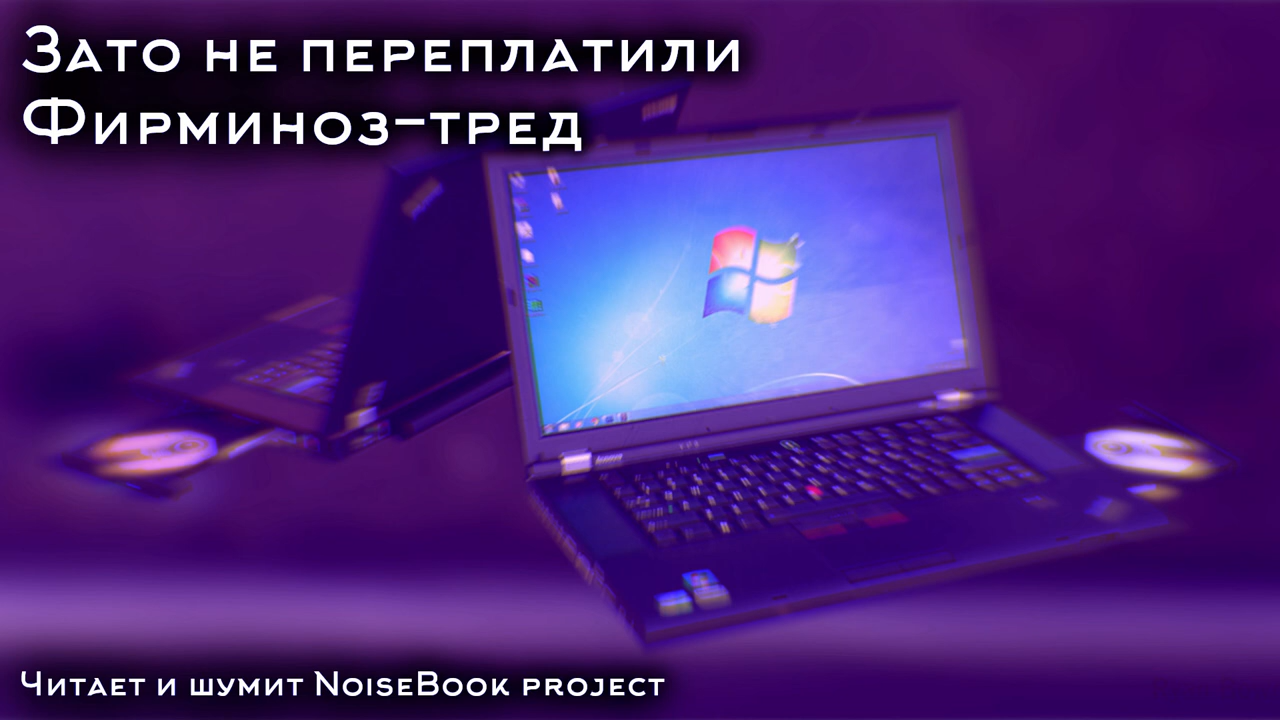 Зато не переплатили
Фирминоз-тред
Читает и шумит NoiseBook project